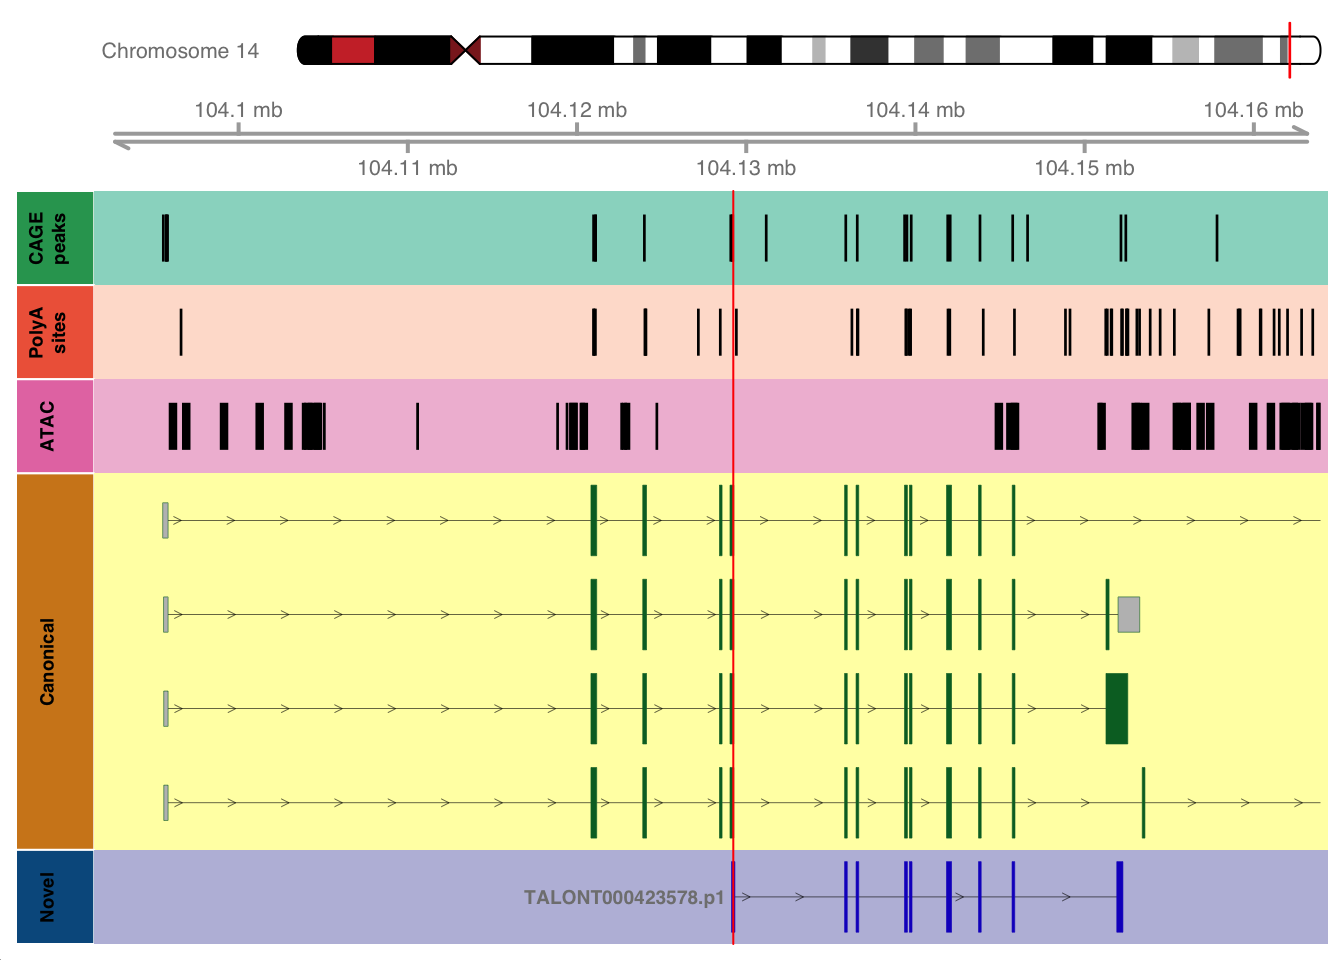 Chromosome 14
104.1 mb
104.12 mb
104.14 mb
104.16 mb
104.11 mb
104.13 mb
104.15 mb
CAGE
peaks
PolyA
sites
ATAC
Canonical
Novel
TALONT000423578.p1